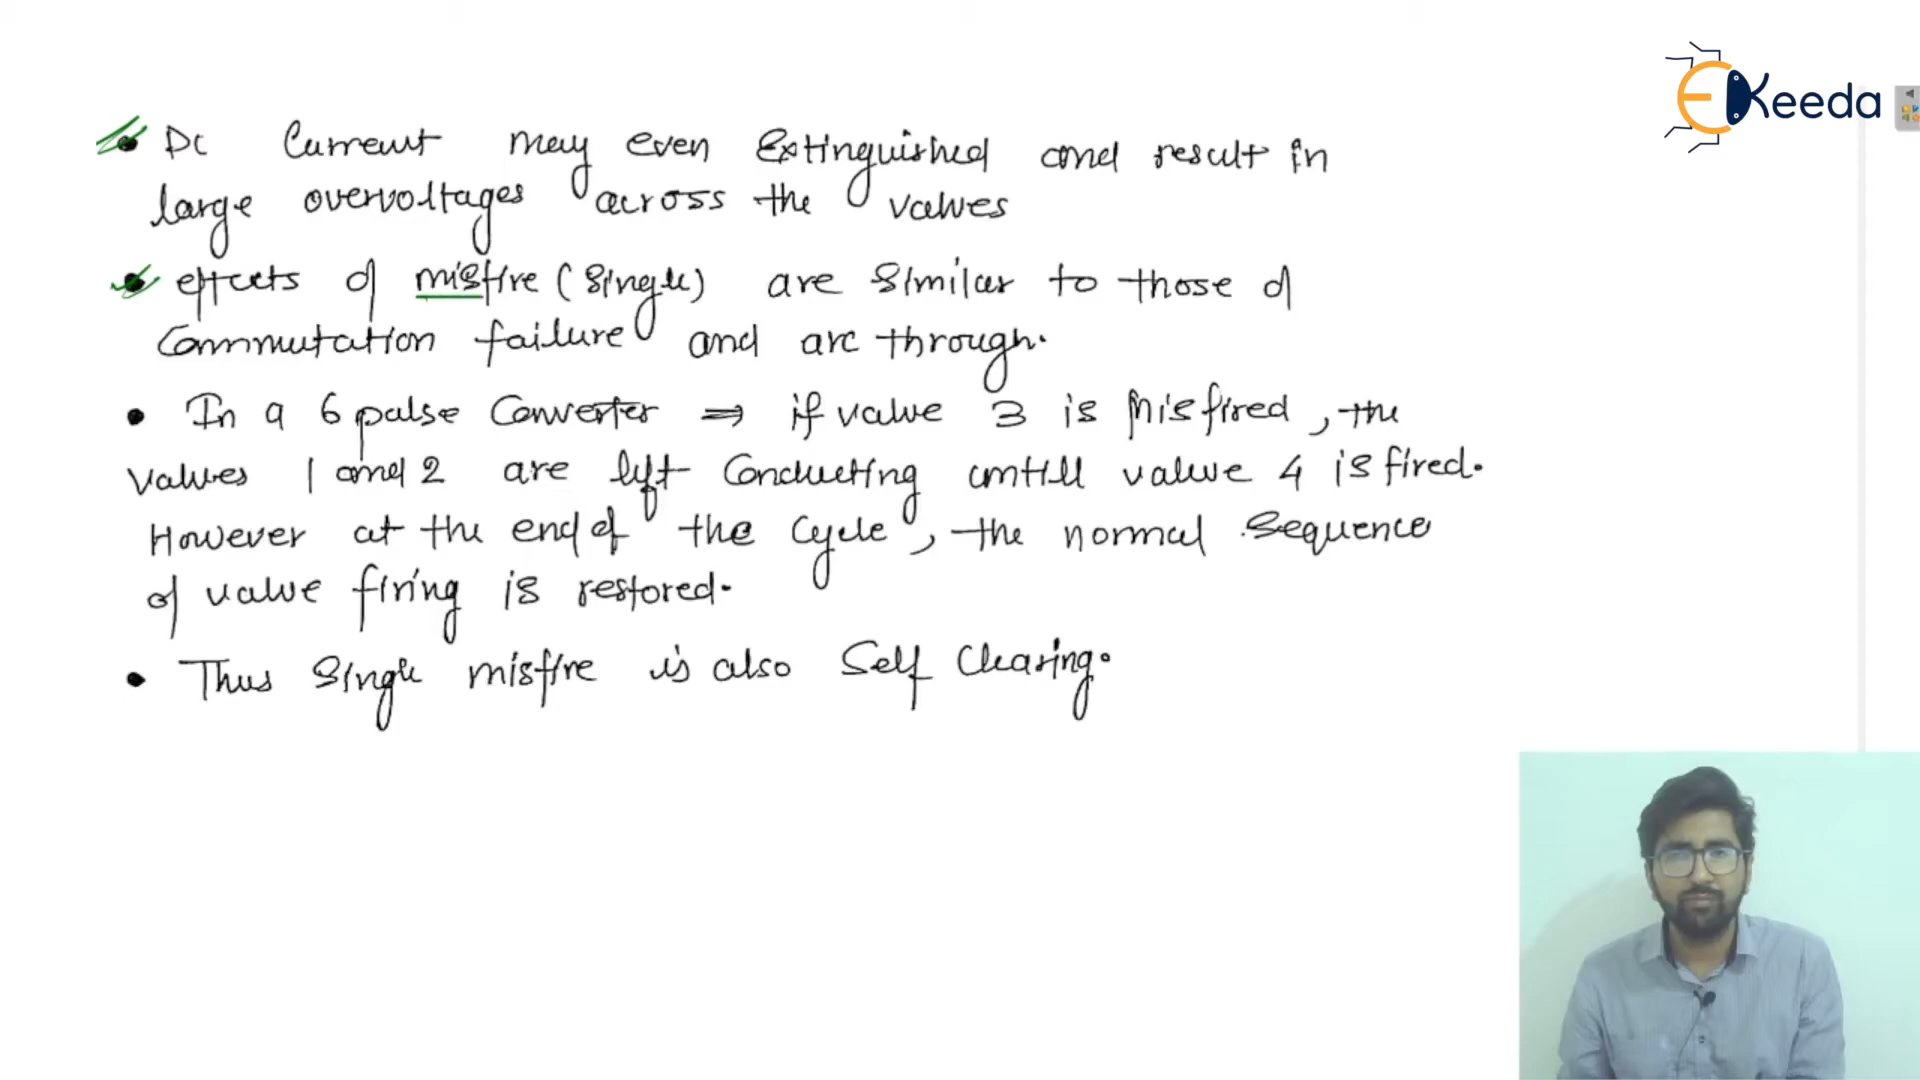 EKeeda
• DC Current may even Extinguished and result in
large overvoltages across the valves
• effects of misfire (Single) are similar to those of
Commutation failure and arc through.
• In a 6 pulse Converter ⇒ if valve 3 is Misfired, the
valves 1 and 2 are left Conducting untill valve 4 is fired.
However at the end of the cycle, the normal sequence
of valve firing is restored.
• Thus Single misfire is also Self Clearing.